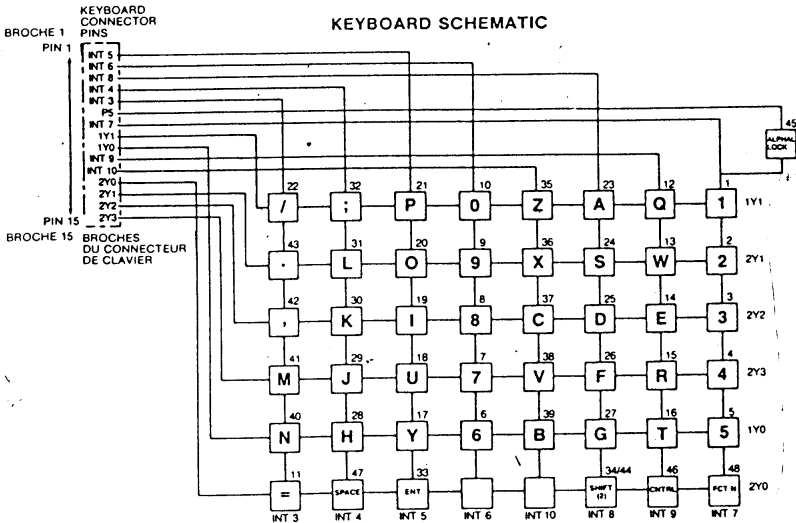 KEYBOARD SCHEMATIC
KEYBOARD
CONNECTOR
PINS
BROCHE 1
PIN 1
INT 5
INT 6
INT 8
INT 4
INT 3
P5
INT 7
1Y1
1Y0
INT 9
INT 10
2Y0
2Y1
2Y2
2Y3
PIN 15
BROCHE 15
BROCHES
DU CONNECTEUR
DE CLAVIER
45
ALPHAL
LOCK
22 32 21 10 35 23 12 1
/ ; P 0 Z A Q 1 1Y1
43 31 20 9 36 24 13 2
. L O 9 X S W 2 2Y1
42 30 19 8 37 25 14 3
, K I 8 C D E 3 2Y2
41 29 18 7 38 26 15 4
M J U 7 V F R 4 2Y3
40 28 17 6 39 27 16 5
N H Y 6 B G T 5 1Y0
11 47 33 34/44 46 48
= SPACE ENT SHIFT (2) CNTRL FCT N 2Y0
INT 3 INT 4 INT 5 INT 6 INT 10 INT 8 INT 9 INT 7